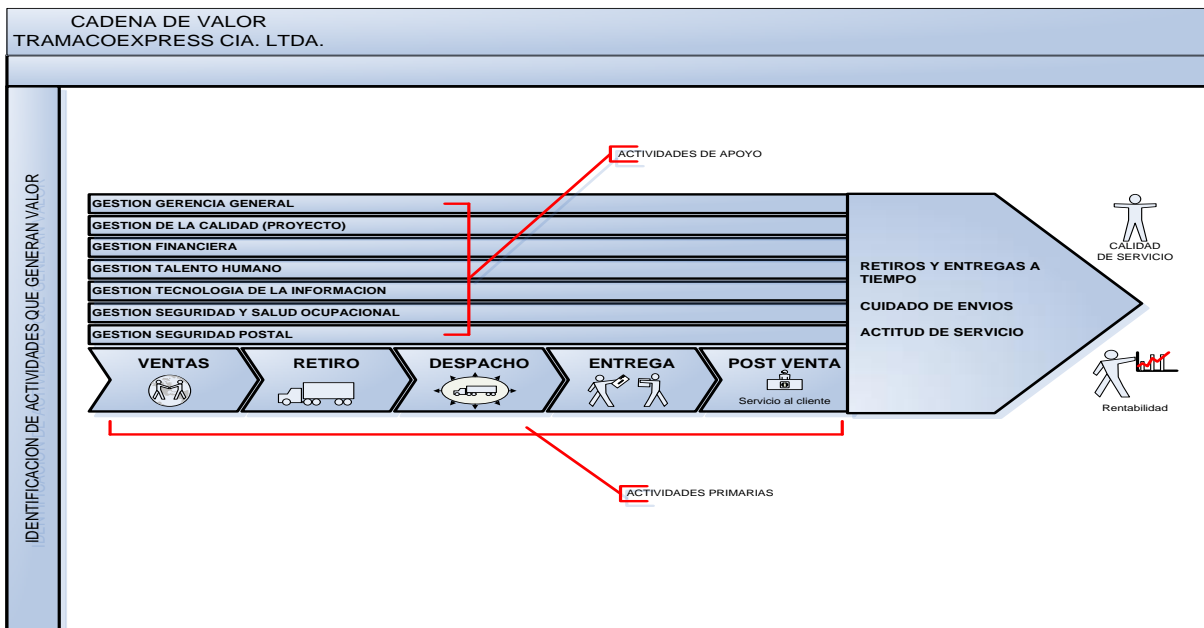 CADENA DE VALOR
TRAMACOEXPRESS CIA. LTDA.
IDENTIFICACION DE ACTIVIDADES QUE GENERAN VALOR
ACTIVIDADES DE APOYO
GESTION GERENCIA GENERAL
GESTION DE LA CALIDAD (PROYECTO)
GESTION FINANCIERA
GESTION TALENTO HUMANO
GESTION TECNOLOGIA DE LA INFORMACION
GESTION SEGURIDAD Y SALUD OCUPACIONAL
GESTION SEGURIDAD POSTAL
VENTAS
RETIRO
DESPACHO
ENTREGA
POST VENTA
Servicio al cliente
RETIROS Y ENTREGAS A
TIEMPO
CUIDADO DE ENVIOS
ACTITUD DE SERVICIO
CALIDAD
DE SERVICIO
Rentabilidad
ACTIVIDADES PRIMARIAS